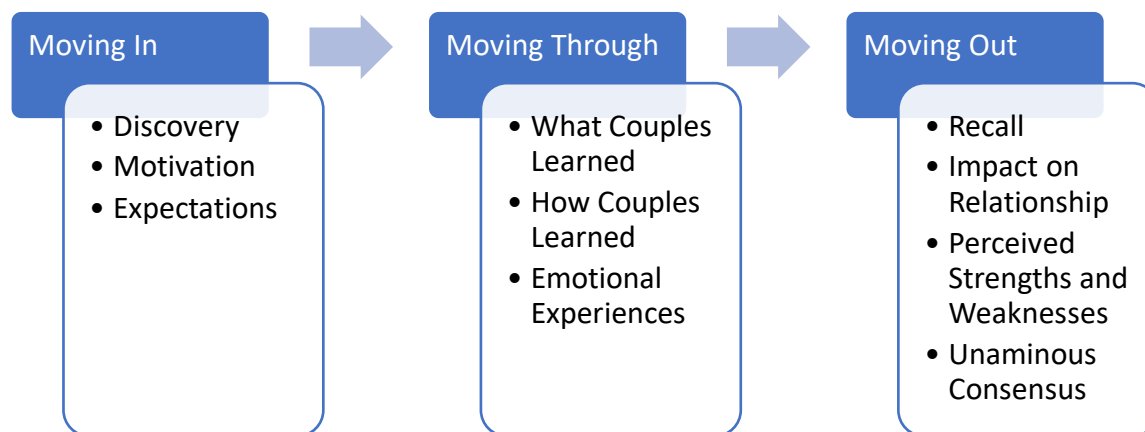 Moving In
• Discovery
• Motivation
• Expectations
Moving Through
• What Couples
Learned
• How Couples
Learned
• Emotional
Experiences
Moving Out
• Recall
• Impact on
Relationship
• Perceived
Strengths and
Weaknesses
• Unaminous
Consensus